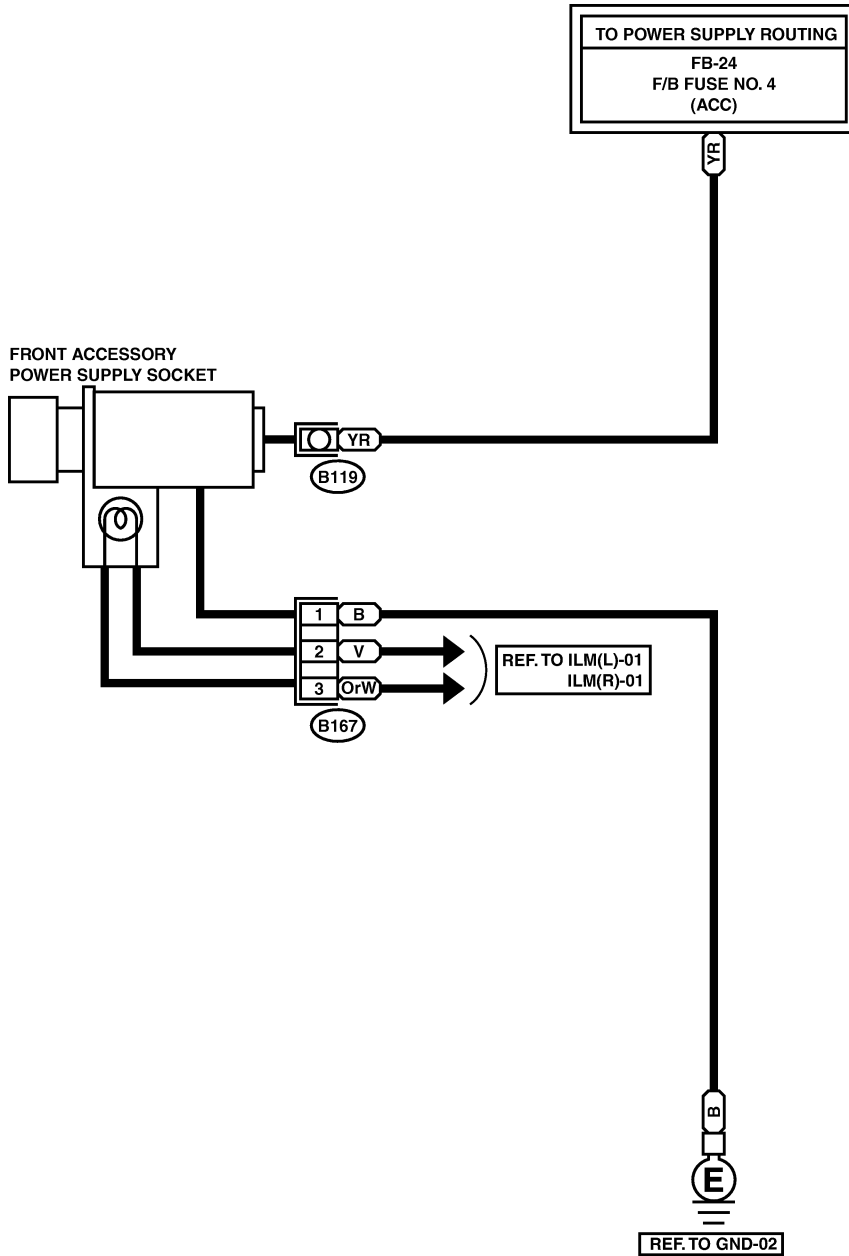 TO POWER SUPPLY ROUTING
FB-24
F/B FUSE NO. 4
(ACC)
YR
FRONT ACCESSORY
POWER SUPPLY SOCKET
YR
B119
1 B
2 V
3 OrW
REF. TO ILM(L)-01
ILM(R)-01
B167
B
E
REF. TO GND-02